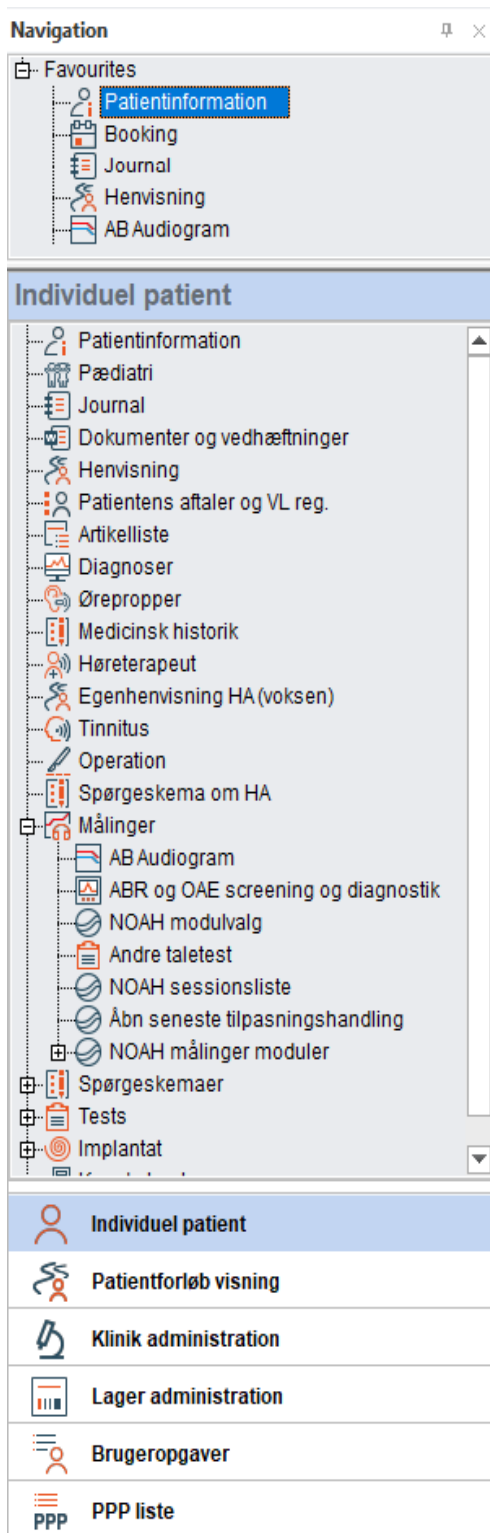 Navigation
Favourites
Patientinformation
Booking
Journal
Henvisning
AB Audiogram
Individuel patient
Patientinformation
Pædiatri
Journal
Dokumenter og vedhæftninger
Henvisning
Patientens aftaler og VL reg.
Artikelliste
Diagnoser
Ørepropper
Medicinsk historik
Høreterapeut
Egenhenvisning HA (voksen)
Tinnitus
Operation
Spørgeskema om HA
Målinger
AB Audiogram
ABR og OAE screening og diagnostik
NOAH modulvalg
Andre taletest
NOAH sessionsliste
Åbn seneste tilpasningshandling
NOAH målinger moduler
Spørgeskemaer
Tests
Implantat
Individuel patient
Patientforløb visning
Klinik administration
Lager administration
Brugeropgaver
PPP PPP liste